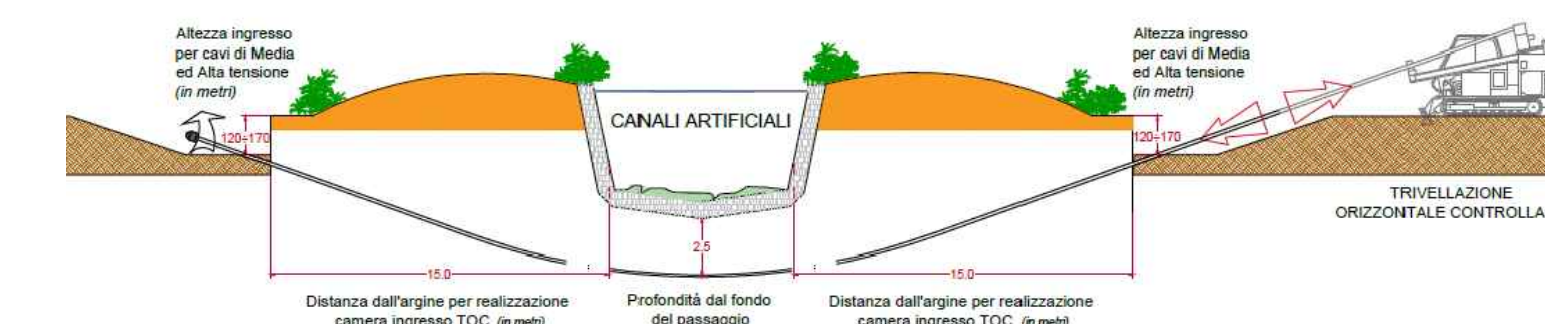 Altezza ingresso
per cavi di Media
ed Alta tensione
(in metri)
120÷170
CANALI ARTIFICIALI
Altezza ingresso
per cavi di Media
ed Alta tensione
(in metri)
120÷170
TRIVELLAZIONE
ORIZZONITALE CONTROLLA
2.5
15.0
15.0
Distanza dall'argine per realizzazione
camera ingresso TOC (in metri)
Profondità dal fondo
del passaggio
Distanza dall'argine per realizzazione
camera ingresso TOC (in metri)